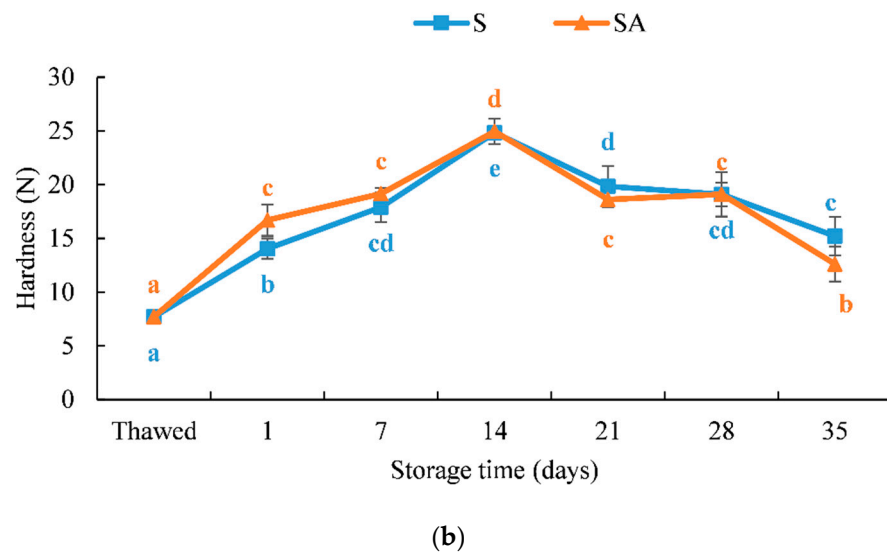 S SA
30
25
20
15
10
5
0
Hardness (N)
a c c d d c c
a b cd e c cd b
Thawed 1 7 14 21 28 35
Storage time (days)
(b)